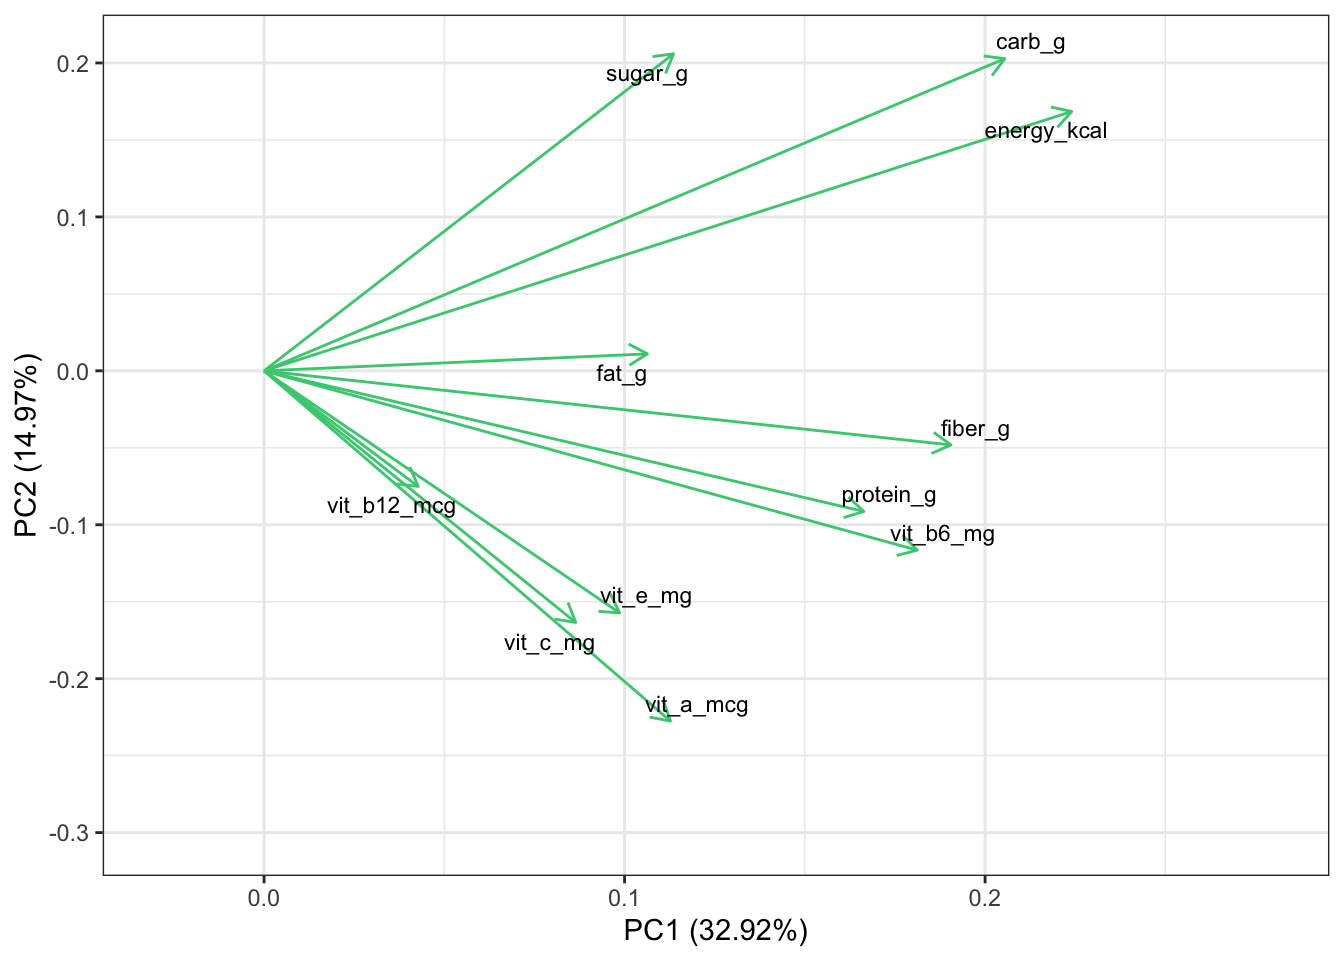 carb_g
0.2
sugar_g
energy_kcal
0.1
0.0
fat_g
fiber_g
protein_g
vit_b12_mcg
-0.1
vit_b6_mg
vit_e_mg
vit_c_mg
-0.2
vit_a_mcg
-0.3
0.0
0.1
0.2
PC1 (32.92%)
PC2 (14.97%)